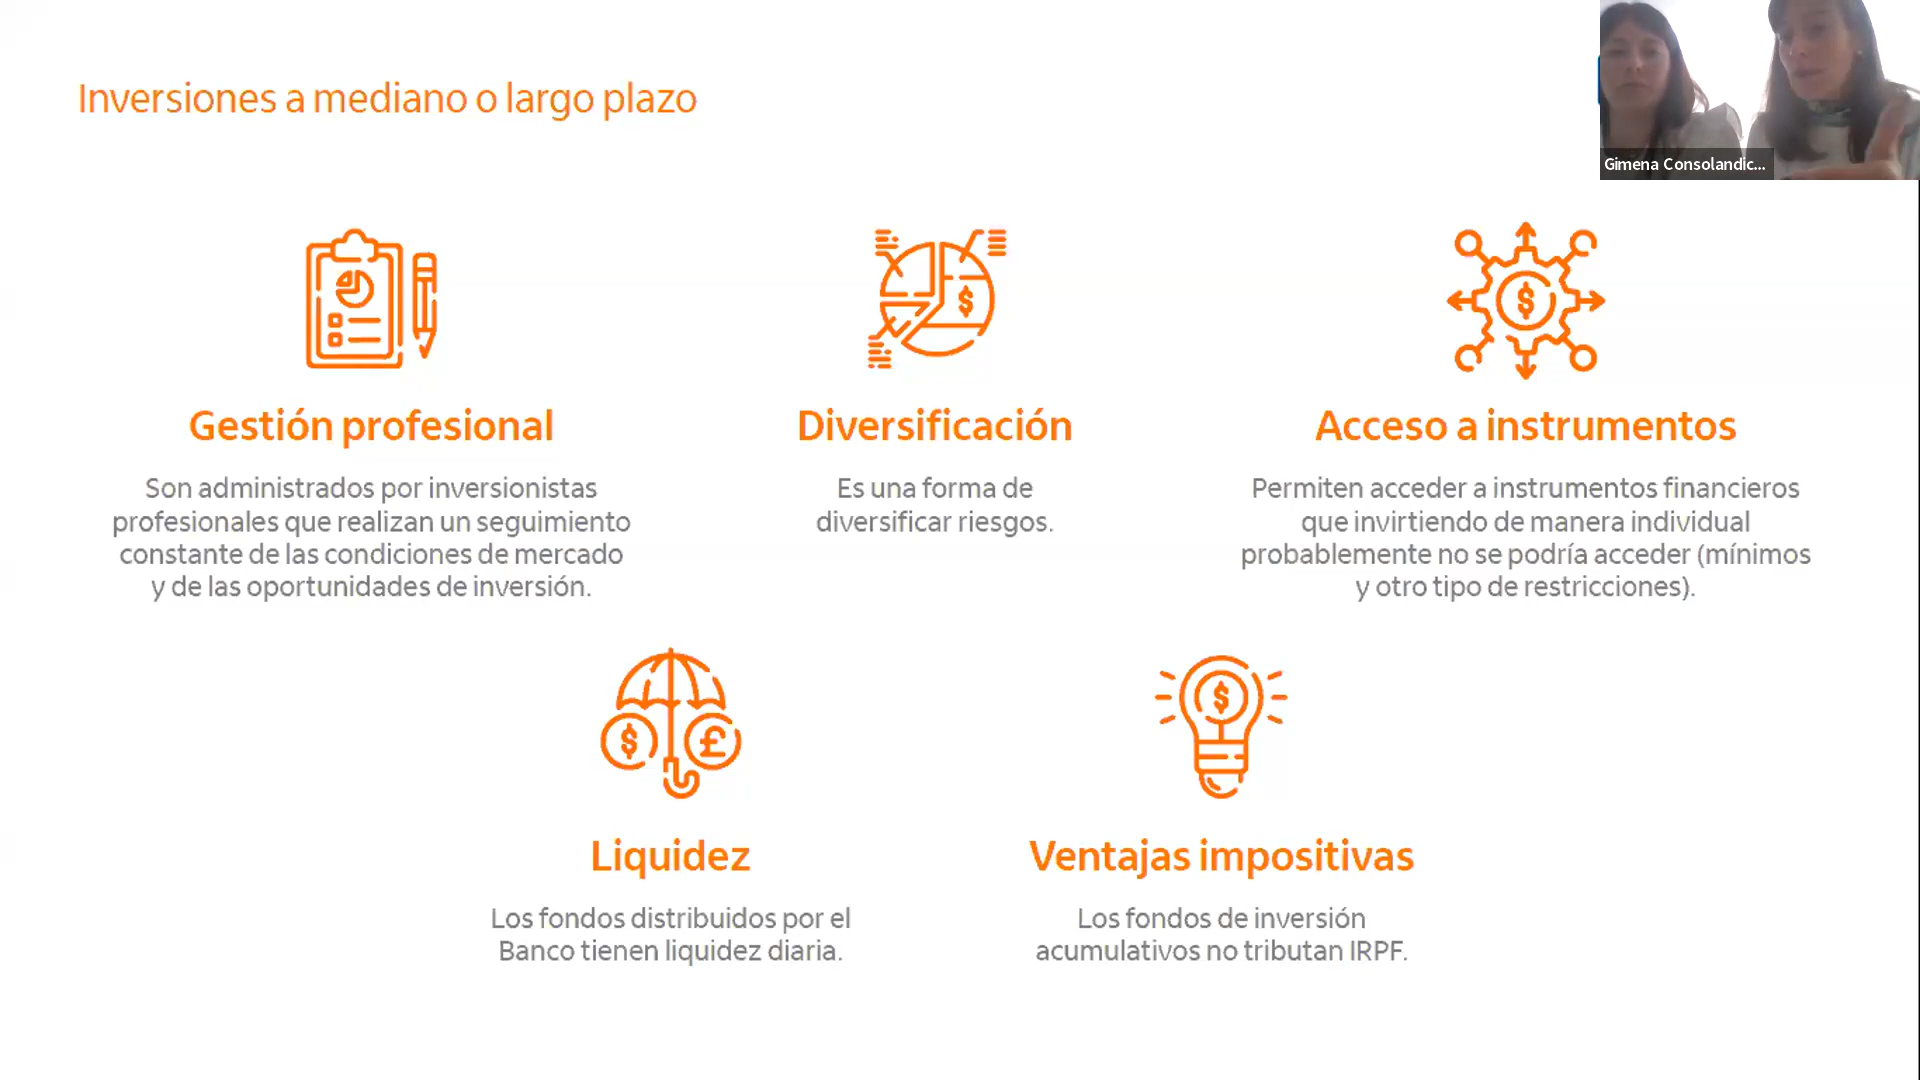 Inversiones a mediano o largo plazo
Gimena Consolandic...
Gestión profesional
Son administrados por inversionistas
profesionales que realizan un seguimiento
constante de las condiciones de mercado
y de las oportunidades de inversión.
Diversificación
Es una forma de
diversificar riesgos.
Acceso a instrumentos
Permiten acceder a instrumentos financieros
que invirtiendo de manera individual
probablemente no se podría acceder (mínimos
y otro tipo de restricciones).
Liquidez
Los fondos distribuidos por el
Banco tienen liquidez diaria.
Ventajas impositivas
Los fondos de inversión
acumulativos no tributan IRPF.